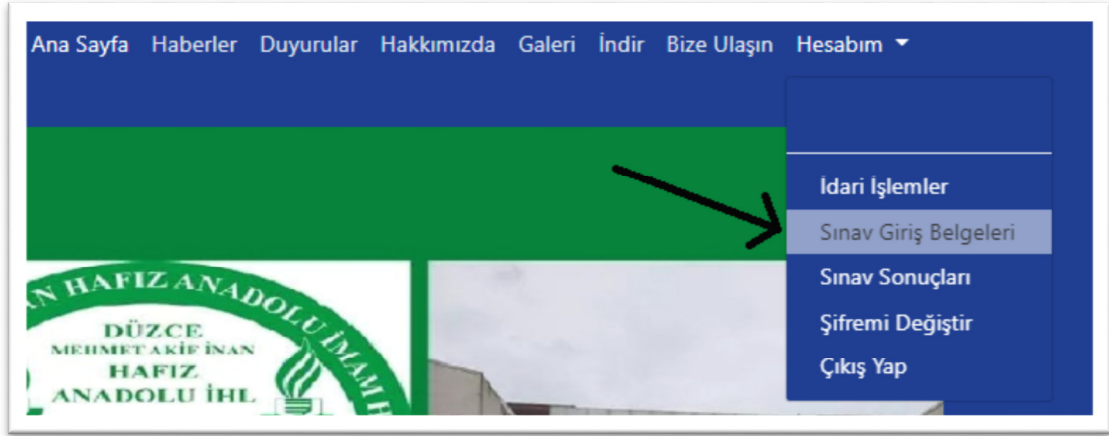 Ana Sayfa Haberler Duyurular Hakkımızda Galeri İndir Bize Ulaşın Hesabım
İdari İşlemler
Sınav Giriş Belgeleri
Sınav Sonuçları
Şifremi Değiştir
Çıkış Yap
HAFIZ ANADOLU İMAM
DÜZCE
MEHMET AKİF İNAN
HAFIZ
ANADOLU İHL